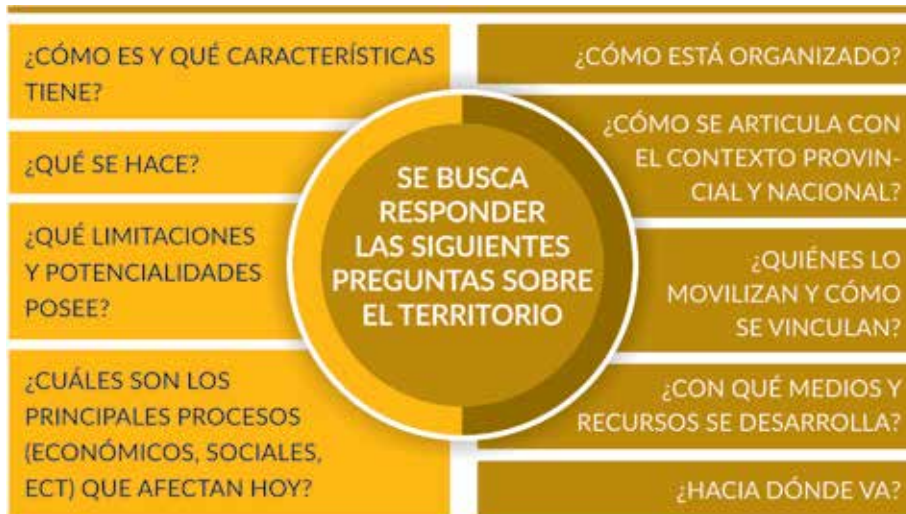 ¿CÓMO ES Y QUÉ CARACTERÍSTICAS
TIENE?
¿QUÉ SE HACE?
¿QUÉ LIMITACIONES
Y POTENCIALIDADES
POSEE?
¿CUÁLES SON LOS
PRINCIPALES PROCESOS
(ECONÓMICOS, SOCIALES,
ECT) QUE AFECTAN HOY?
SE BUSCA
RESPONDER
LAS SIGUIENTES
PREGUNTAS SOBRE
EL TERRITORIO
¿CÓMO ESTÁ ORGANIZADO?
¿CÓMO SE ARTICULA CON
EL CONTEXTO PROVIN-
CIAL Y NACIONAL?
¿QUIÉNES LO
MOVILIZAN Y CÓMO
SE VINCULAN?
¿CON QUÉ MEDIOS Y
RECURSOS SE DESARROLLA?
¿HACIA DÓNDE VA?